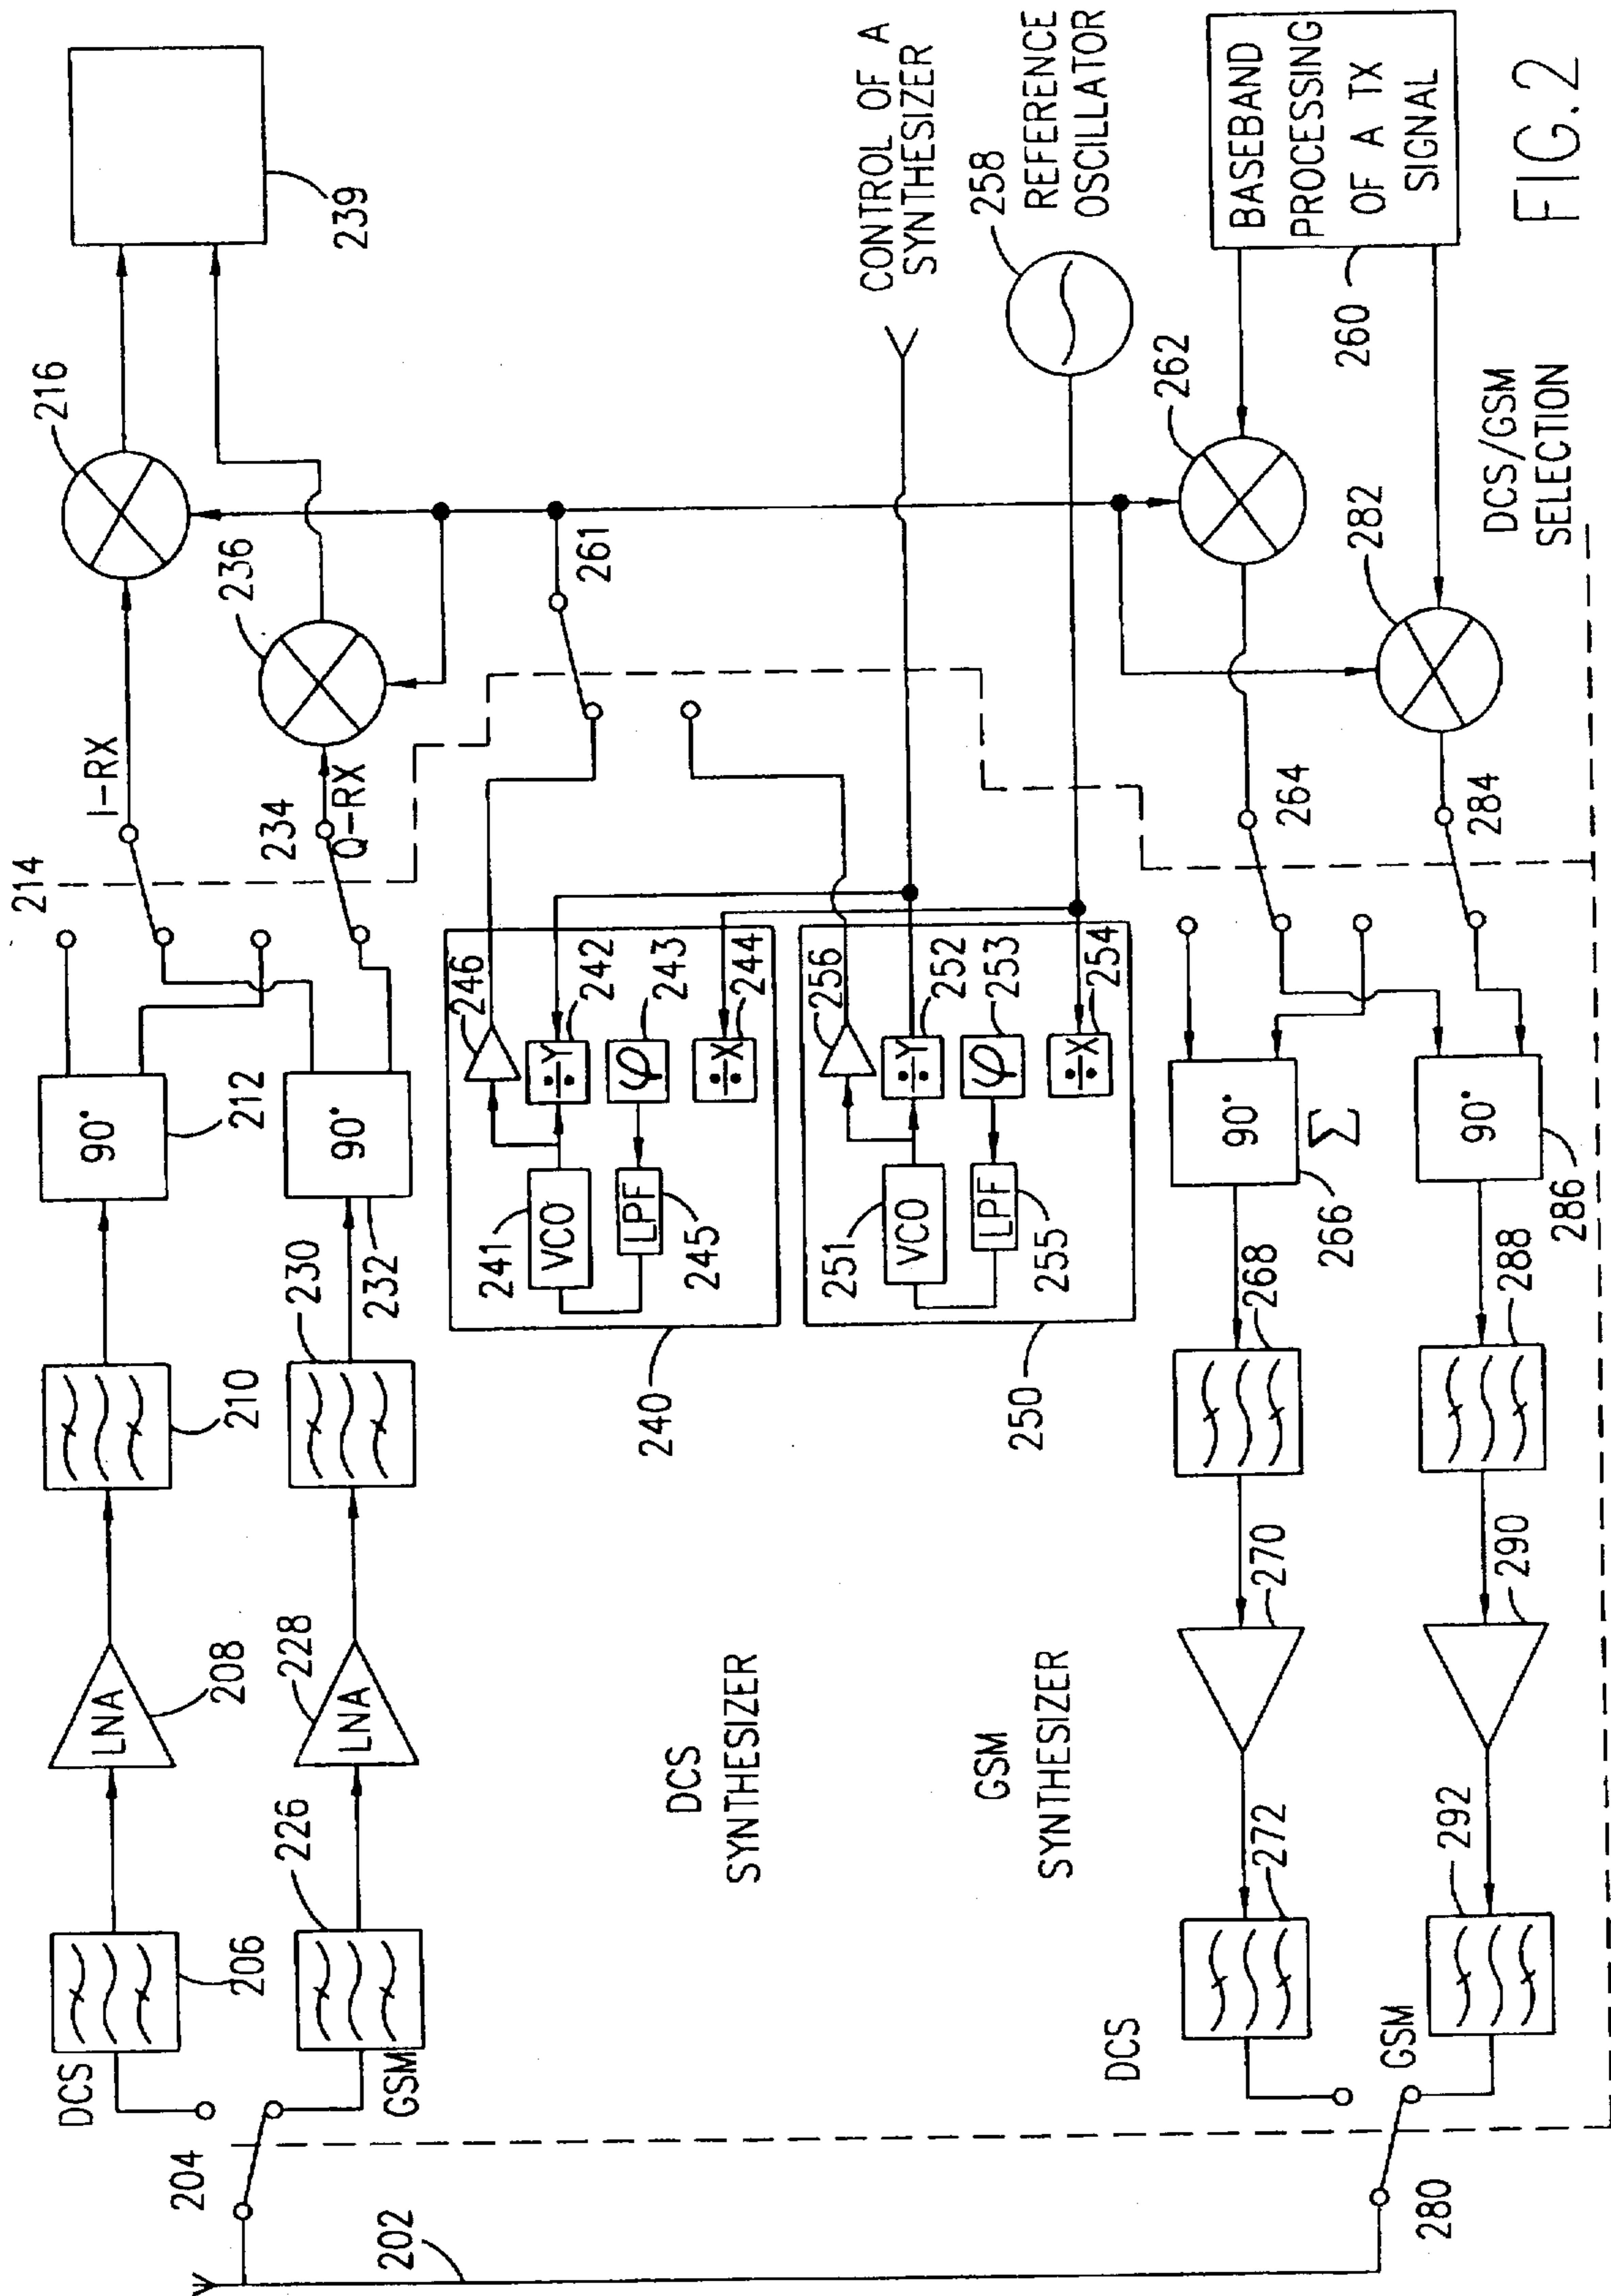 214
I-RX
216
239
234
Q-RX
236
DCS
206
LNA
208
210
90°
212
204
GSM
226
LNA
228
230
90°
232
202
DCS
SYNTHESIZER
240
241
VCO
246
÷Y
242
φ
243
LPF
245
÷X
244
261
CONTROL OF A
SYNTHESIZER
GSM
SYNTHESIZER
250
251
VCO
256
÷Y
252
φ
253
LPF
255
÷X
254
258
REFERENCE
OSCILLATOR
DCS
272
270
268
90°
266
Σ
264
262
BASEBAND
PROCESSING
OF A TX
SIGNAL
260
280
GSM
292
290
288
90°
286
284
282
DCS/GSM
SELECTION
FIG.2